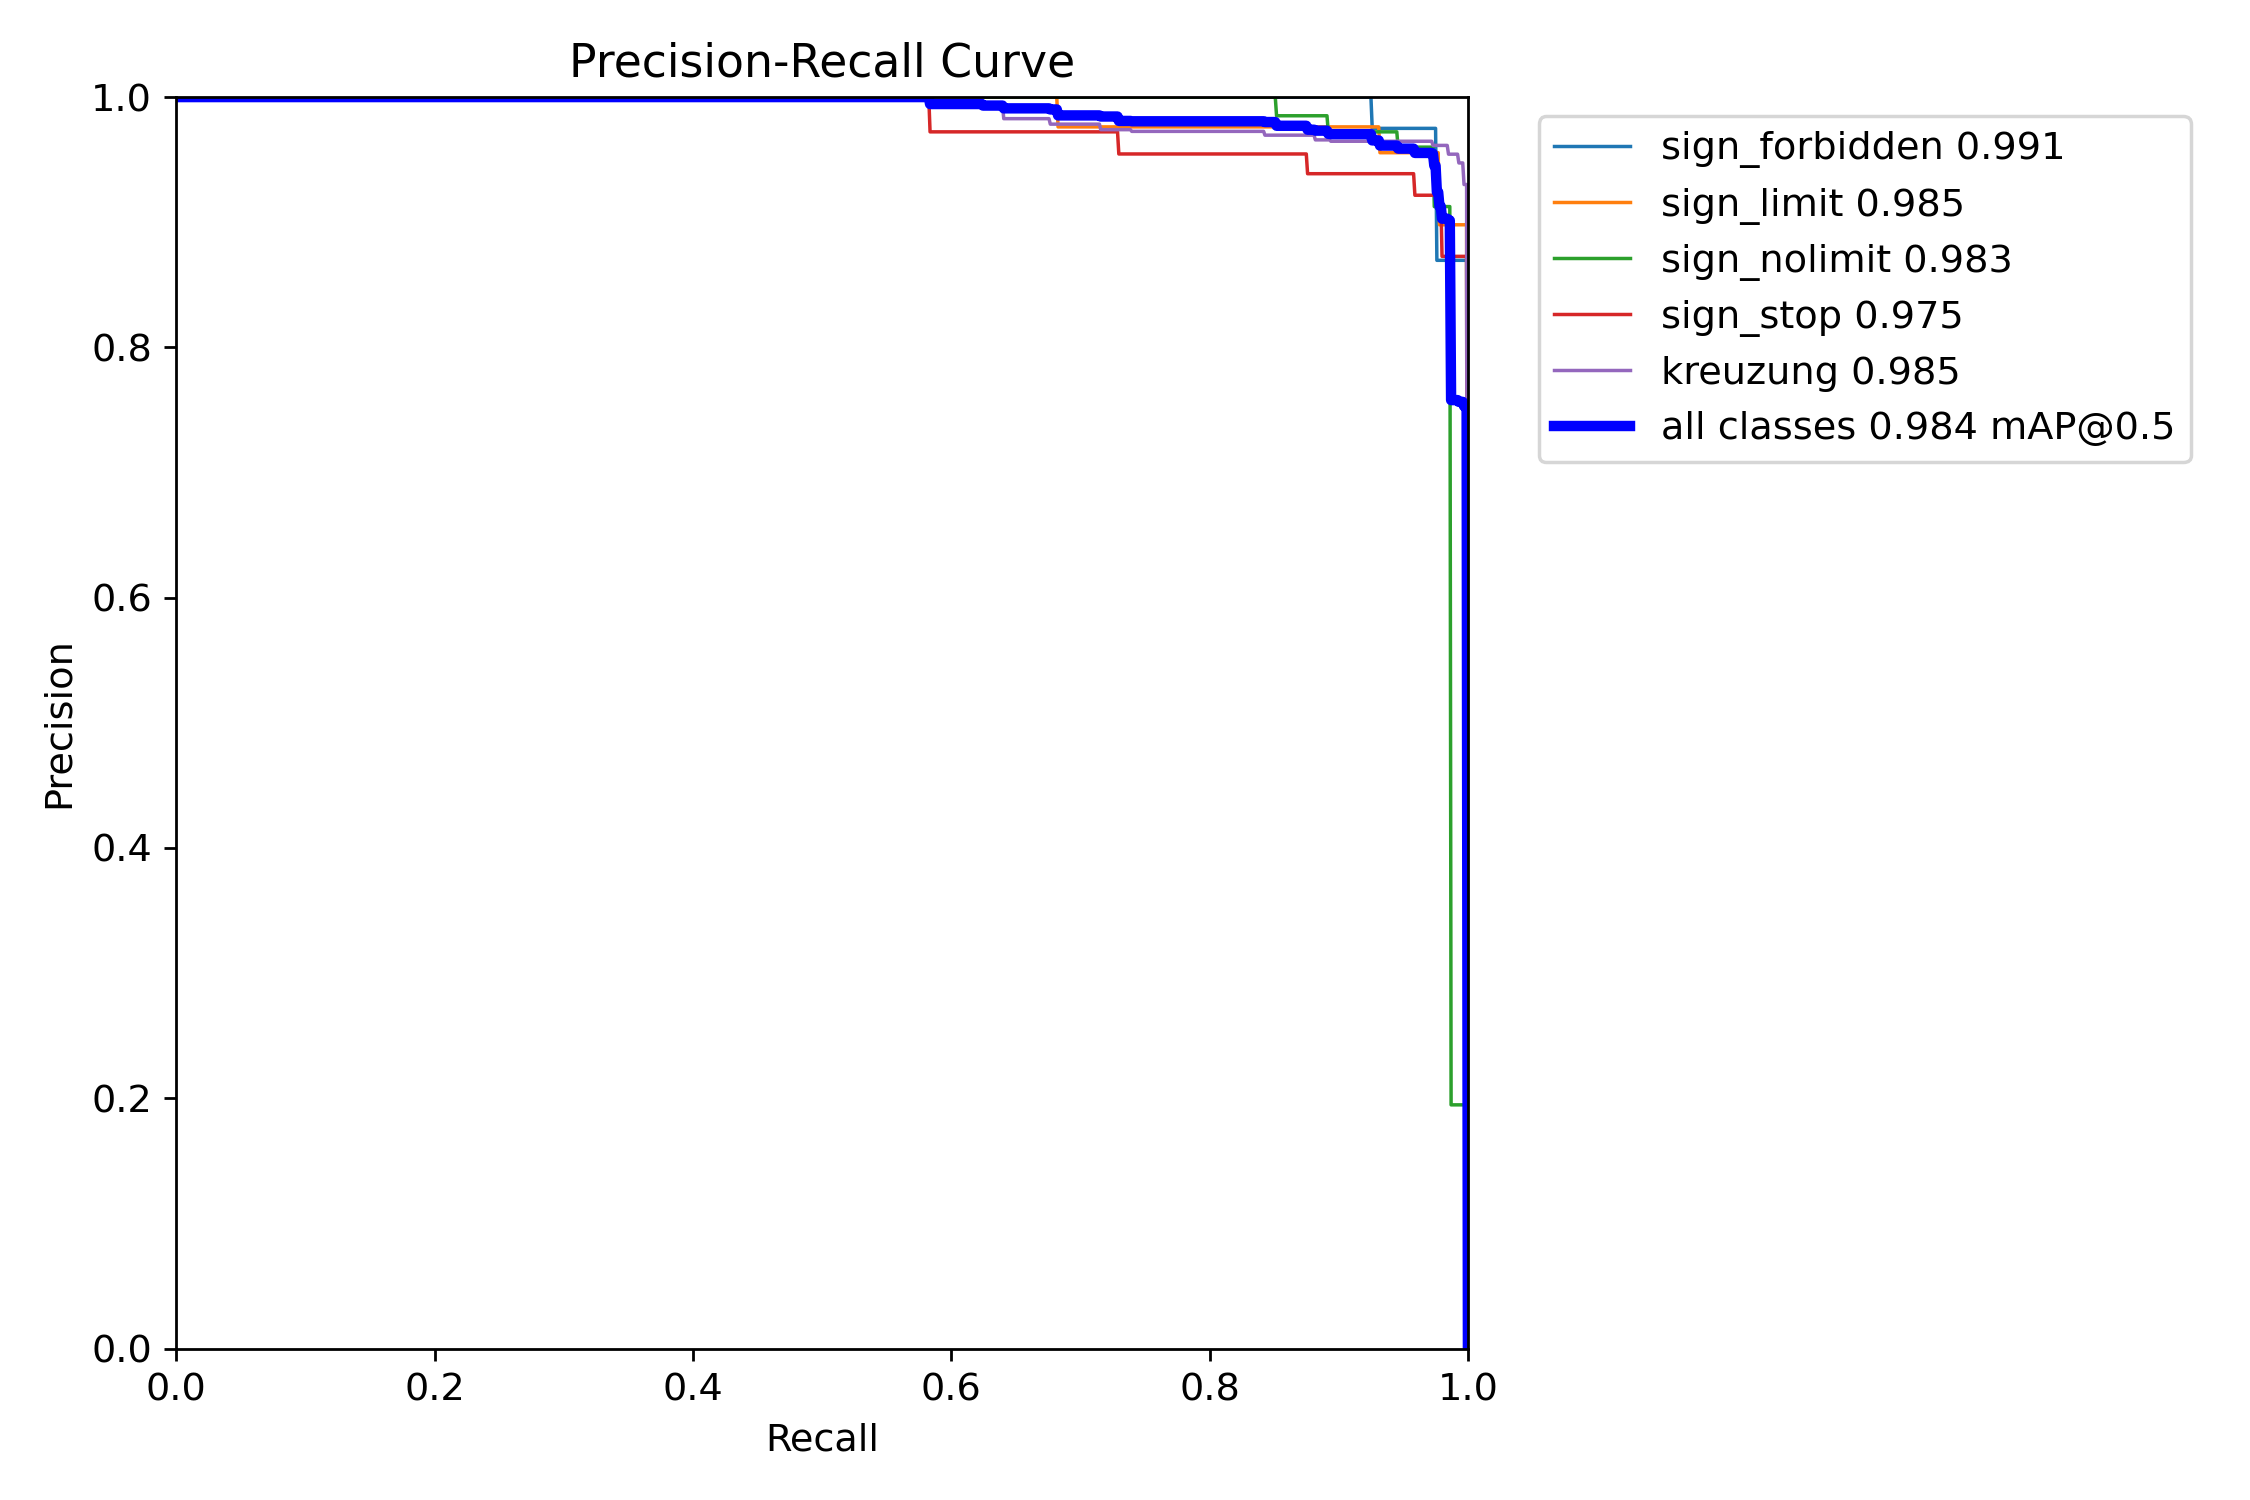 Precision-Recall Curve
1.0
0.8
0.6
0.4
0.2
0.0
Precision
0.0 0.2 0.4 0.6 0.8 1.0
Recall
sign_forbidden 0.991
sign_limit 0.985
sign_nolimit 0.983
sign_stop 0.975
kreuzung 0.985
all classes 0.984 mAP@0.5